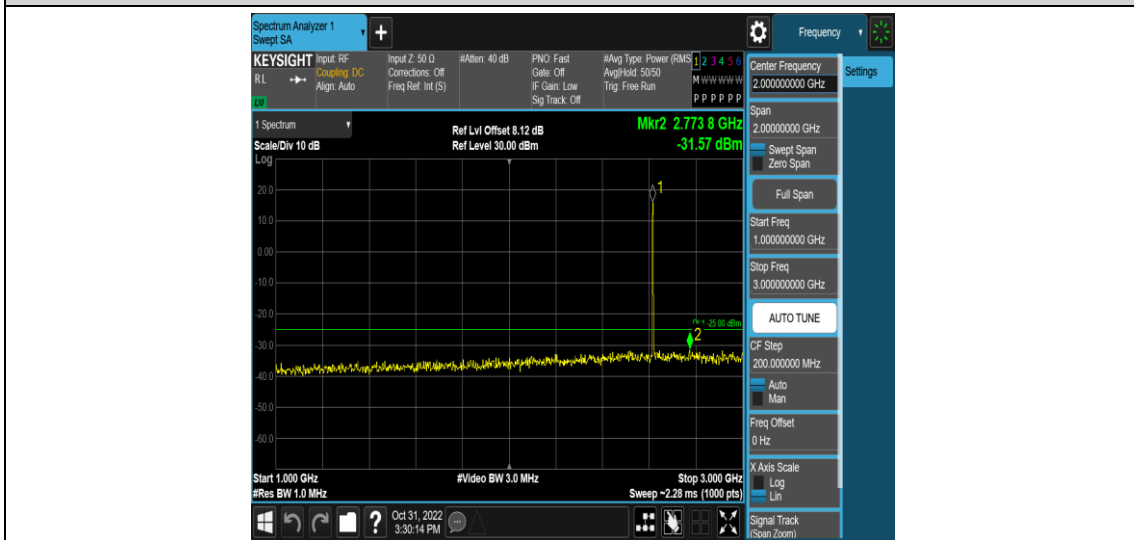 Spectrum Analyzer 1
Swept SA
+
Frequency
KEYSIGHT
RL
LXI
Input: RF
Coupling: DC
Align: Auto
Input Z: 50 Ω
Corrections: Off
Freq Ref: Int (S)
#Atten: 40 dB
PNO: Fast
Gate: Off
IF Gain: Low
Sig Track: Off
#Avg Type: Power (RMS
Avg|Hold: 50/50
Trig: Free Run
1 2 3 4 5 6
M W W W W W
P P P P P P
1 Spectrum
Scale/Div 10 dB
Log
Ref Lvl Offset 8.12 dB
Ref Level 30.00 dBm
Mkr2 2.773 8 GHz
-31.57 dBm
20.0
10.0
0.00
-10.0
-20.0
-30.0
-40.0
-50.0
-60.0
1
2
DL1 -25.00 dBm
Start 1.000 GHz
#Res BW 1.0 MHz
#Video BW 3.0 MHz
Stop 3.000 GHz
Sweep ~2.28 ms (1000 pts)
?
Oct 31, 2022
3:30:14 PM
Center Frequency
2.000000000 GHz
Settings
Span
2.00000000 GHz
Swept Span
Zero Span
Full Span
Start Freq
1.000000000 GHz
Stop Freq
3.000000000 GHz
AUTO TUNE
CF Step
200.000000 MHz
Auto
Man
Freq Offset
0 Hz
X Axis Scale
Log
Lin
Signal Track
(Span Zoom)